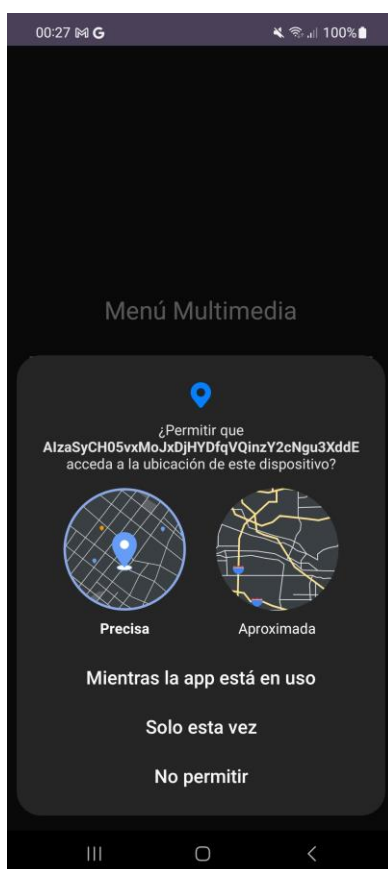 00:27 M G 100%
Menú Multimedia
¿Permitir que
AIzaSyCH05vxMoJxDjHYDfqVQinzY2cNgu3XddE
acceda a la ubicación de este dispositivo?
Precisa Aproximada
Mientras la app está en uso
Solo esta vez
No permitir